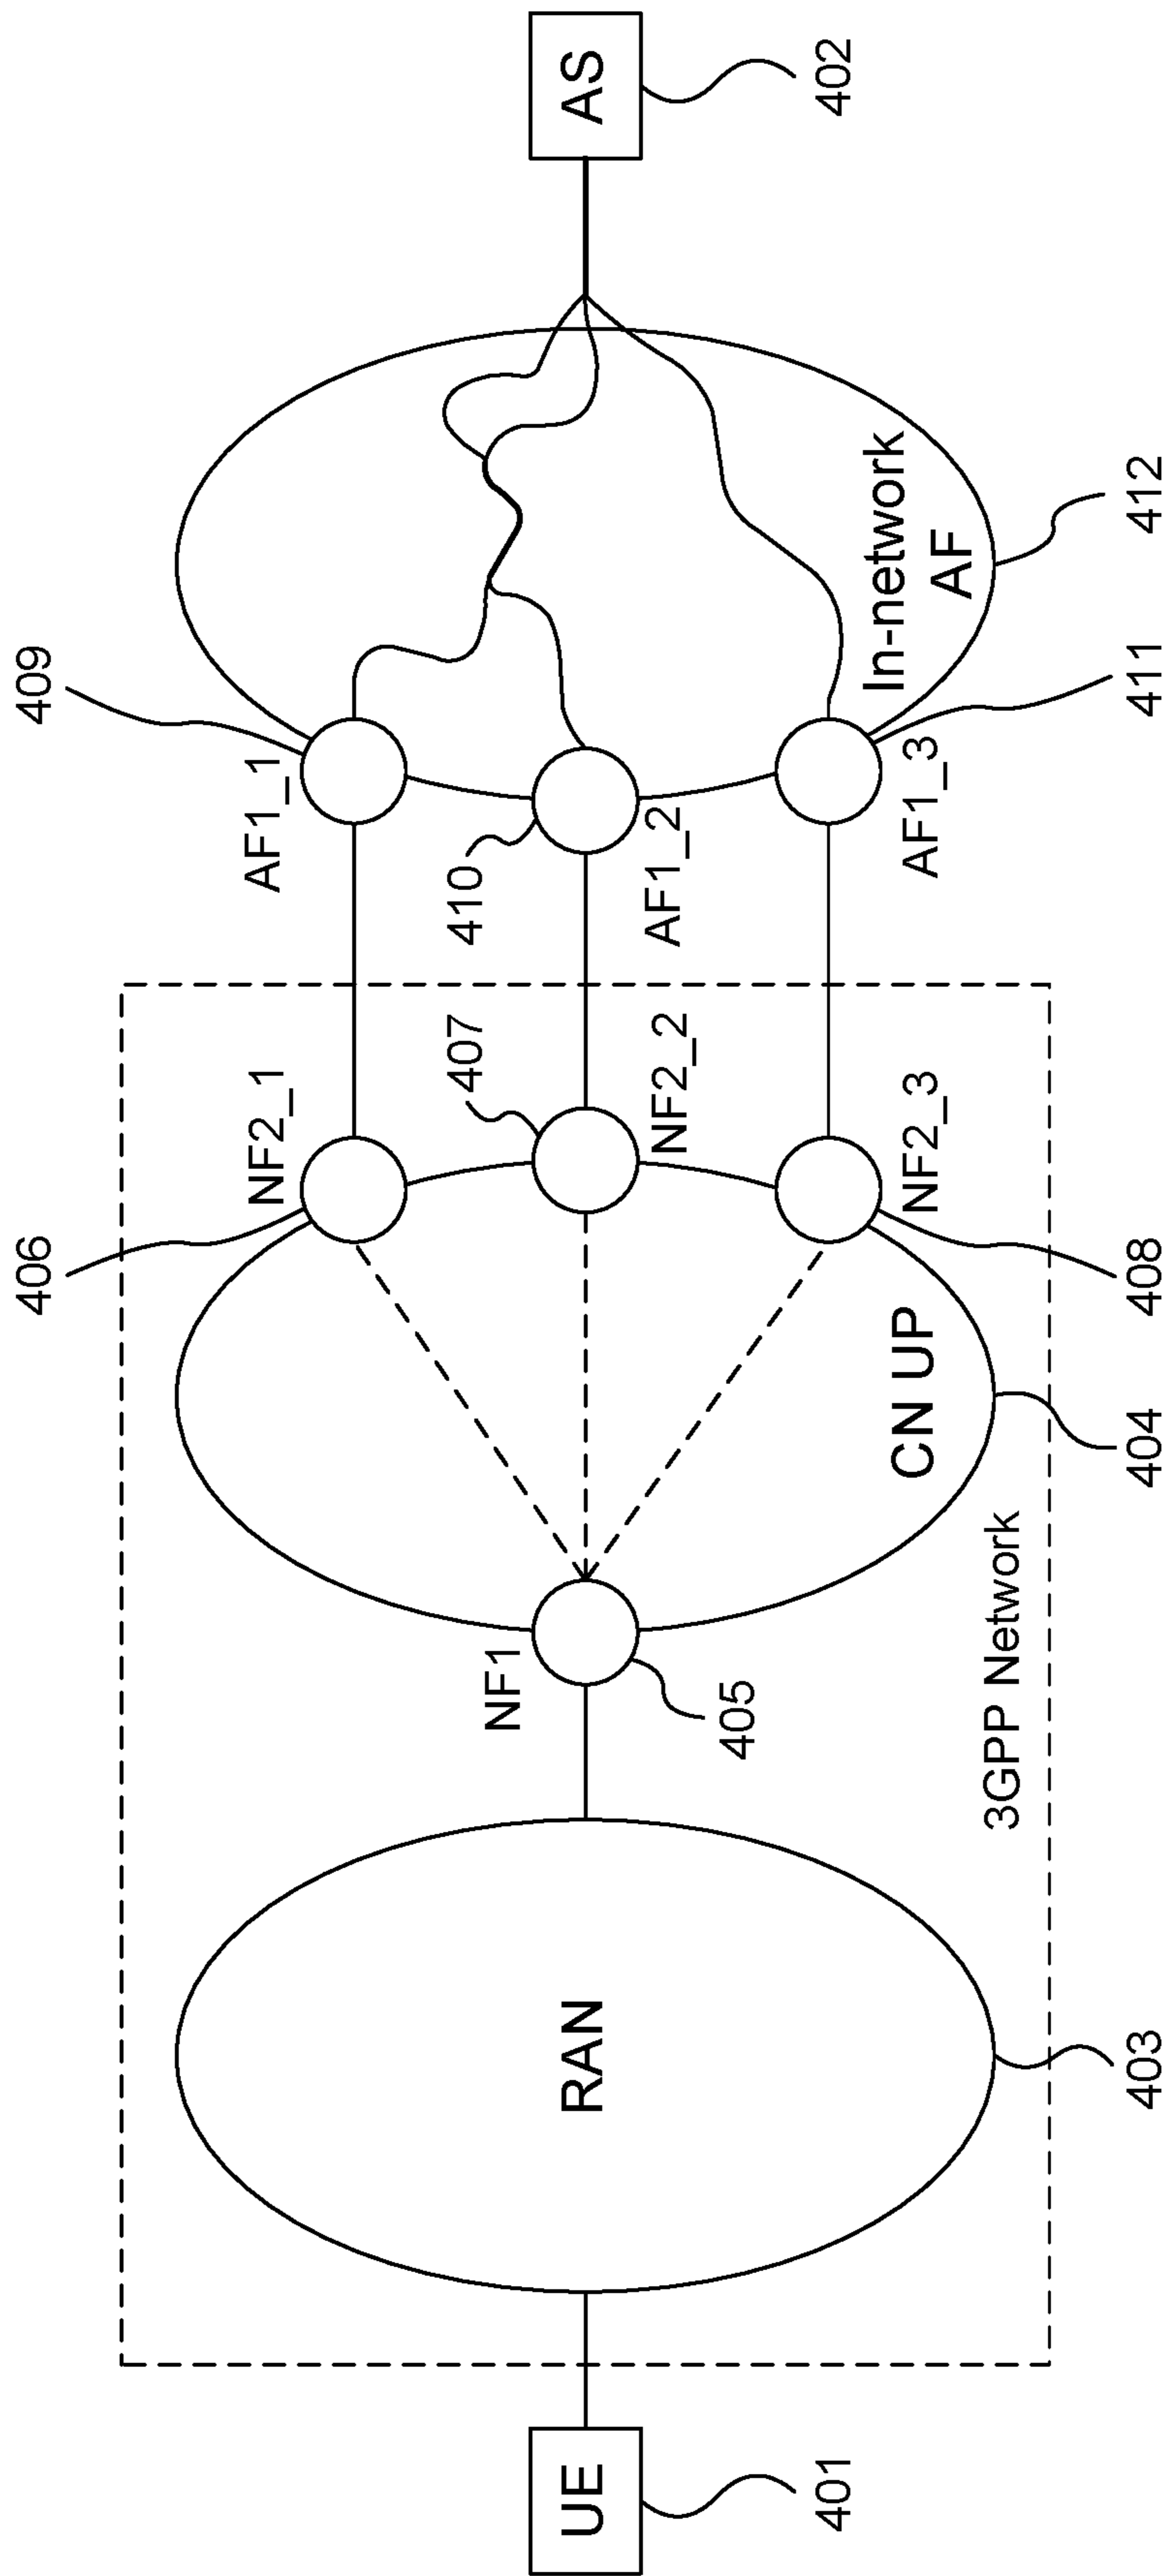 409
412
AF1_1
AS
402
410
AF1_2
In-network
AF
AF1_3
411
406
NF2_1
407
NF2_2
NF2_3
408
CN UP
404
NF1
405
3GPP Network
RAN
403
UE
401